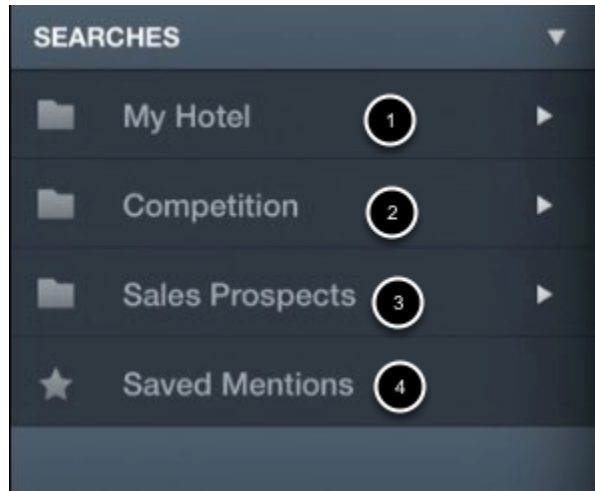 SEARCHES
My Hotel 1
Competition 2
Sales Prospects 3
Saved Mentions 4